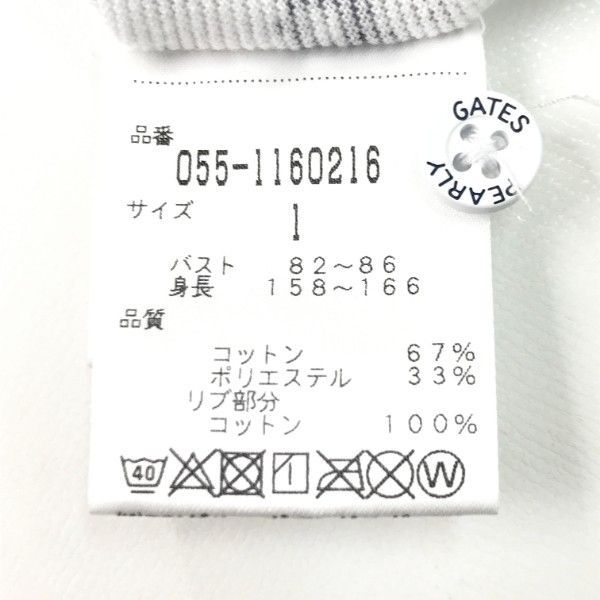 品番
055-1160216
サイズ
1
バスト 82～86
身長 158～166
品質
コットン 67%
ポリエステル 33%
リブ部分
コットン 100%
40
W
PEARLY GATES